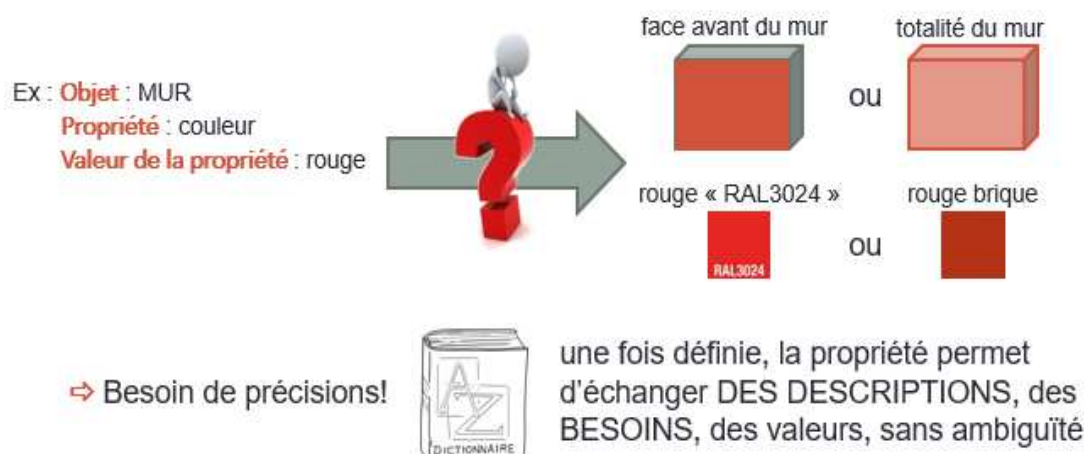 face avant du mur
totalité du mur
Ex : Objet : MUR
ou
Propriété : couleur
Valeur de la propriété : rouge
rouge « RAL3024 »
rouge brique
ou
RAL3024
⇨ Besoin de précisions!
AZ
DICTIONNAIRE
une fois définie, la propriété permet
d'échanger DES DESCRIPTIONS, des
BESOINS, des valeurs, sans ambiguïté